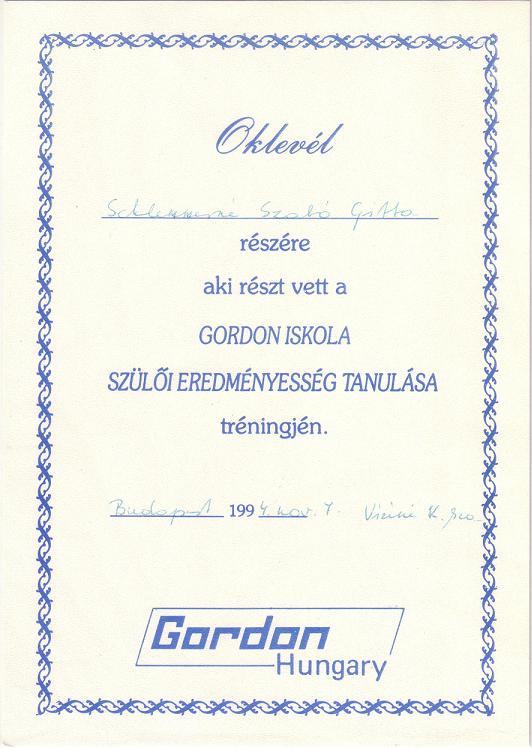 Oklevél
Schlemmerné Szabó Gitta
részére
aki részt vett a
GORDON ISKOLA
SZÜLŐI EREDMÉNYESSÉG TANULÁSA
tréningjén.
Budapest 1994. nov. 7.
Gordon
Hungary